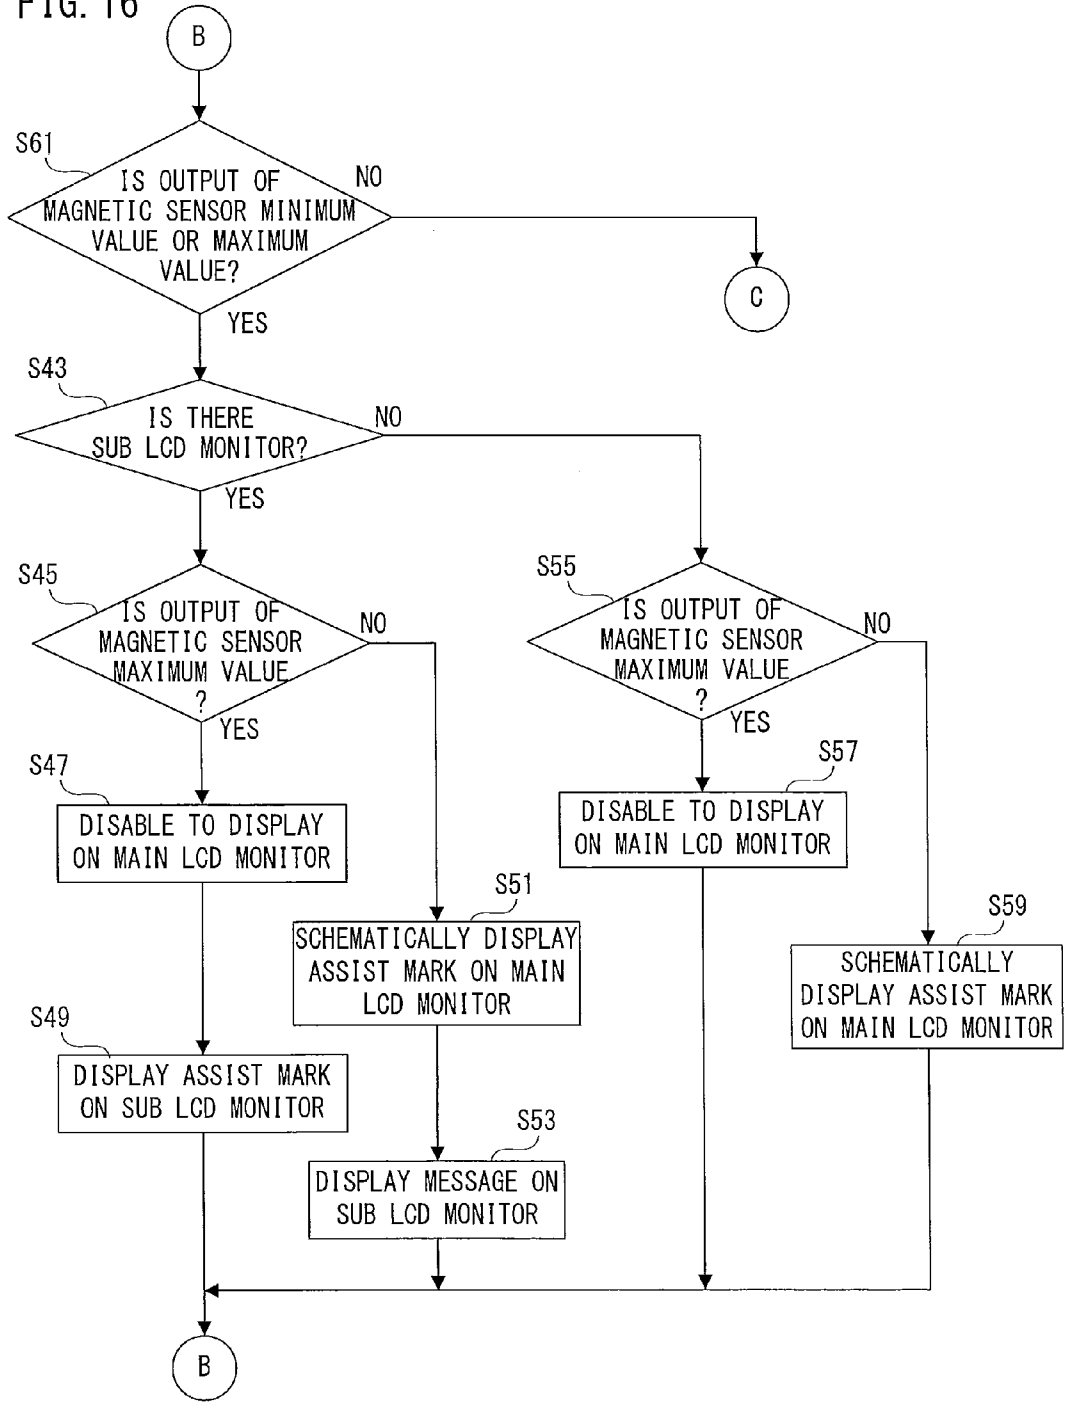 FIG. 16
B
S61
IS OUTPUT OF
MAGNETIC SENSOR MINIMUM
VALUE OR MAXIMUM
VALUE?
NO
YES
C
S43
IS THERE
SUB LCD MONITOR?
NO
YES
S45
IS OUTPUT OF
MAGNETIC SENSOR
MAXIMUM VALUE
?
NO
YES
S55
IS OUTPUT OF
MAGNETIC SENSOR
MAXIMUM VALUE
?
NO
YES
S47
DISABLE TO DISPLAY
ON MAIN LCD MONITOR
S57
DISABLE TO DISPLAY
ON MAIN LCD MONITOR
S51
SCHEMATICALLY DISPLAY
ASSIST MARK ON MAIN
LCD MONITOR
S59
SCHEMATICALLY
DISPLAY ASSIST MARK
ON MAIN LCD MONITOR
S49
DISPLAY ASSIST MARK
ON SUB LCD MONITOR
S53
DISPLAY MESSAGE ON
SUB LCD MONITOR
B